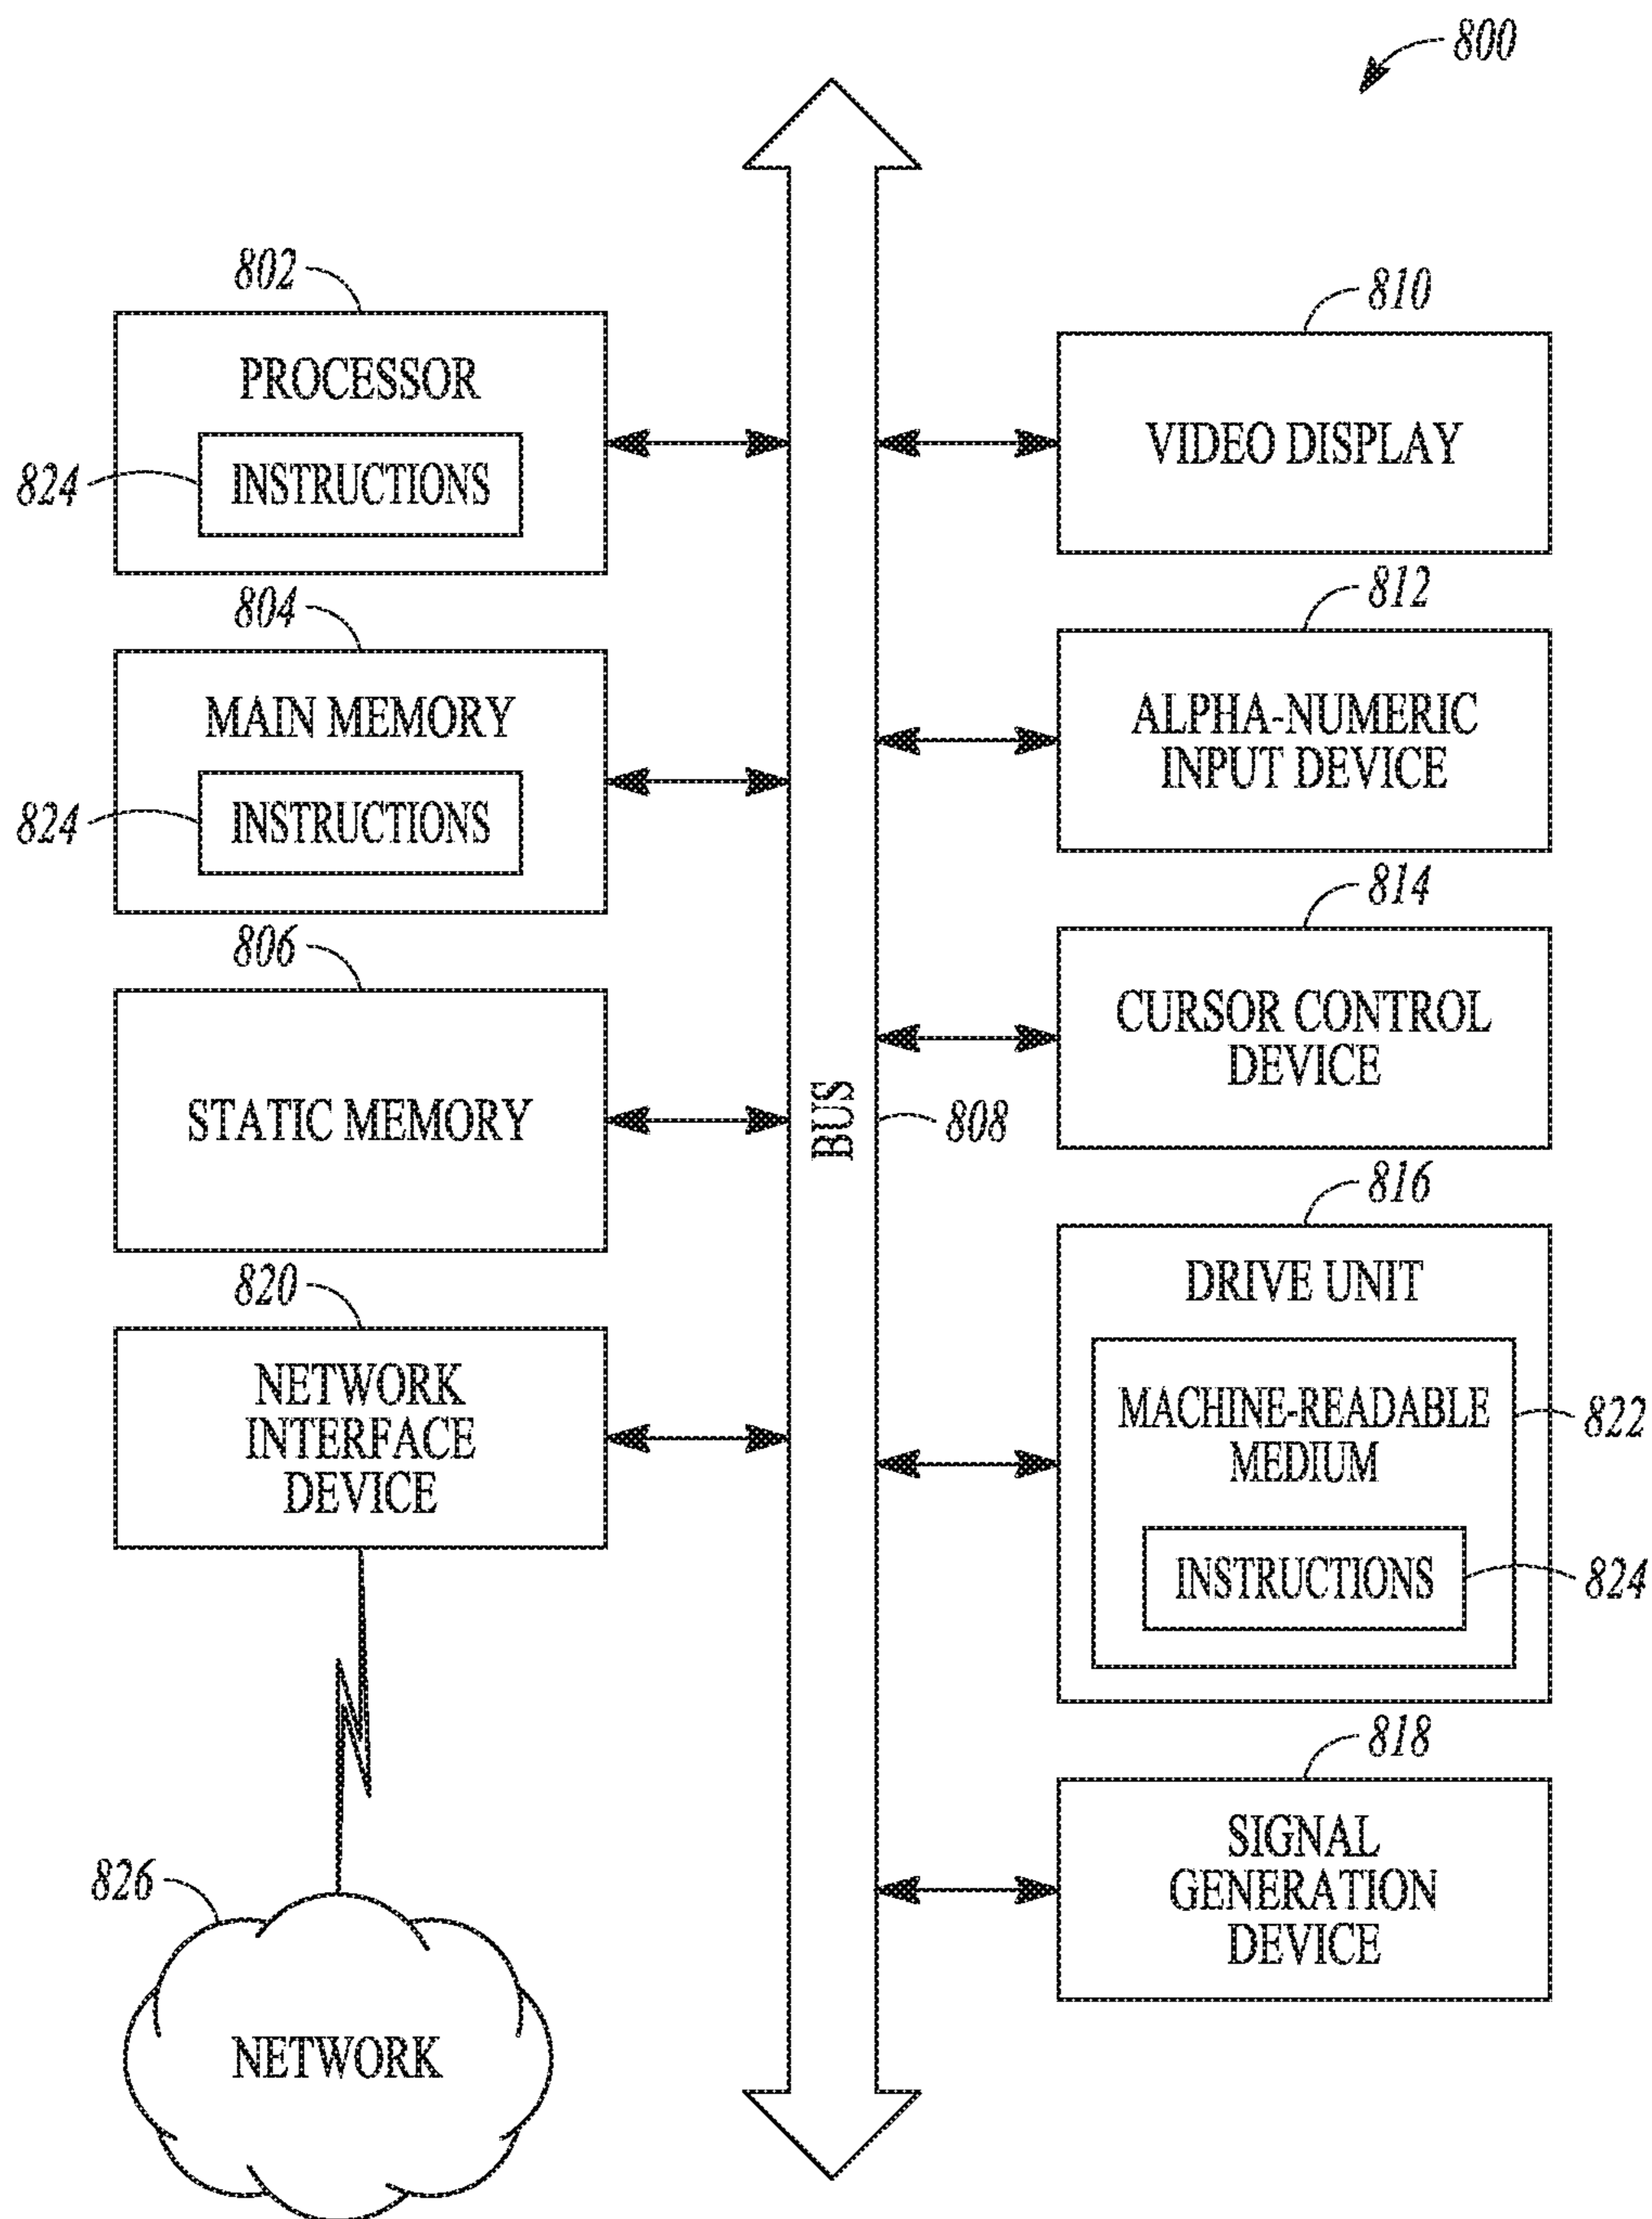 800
802
PROCESSOR
824
INSTRUCTIONS
804
MAIN MEMORY
824
INSTRUCTIONS
806
STATIC MEMORY
820
NETWORK
INTERFACE
DEVICE
826
NETWORK
BUS
808
810
VIDEO DISPLAY
812
ALPHA-NUMERIC
INPUT DEVICE
814
CURSOR CONTROL
DEVICE
816
DRIVE UNIT
MACHINE-READABLE
MEDIUM
822
INSTRUCTIONS
824
818
SIGNAL
GENERATION
DEVICE